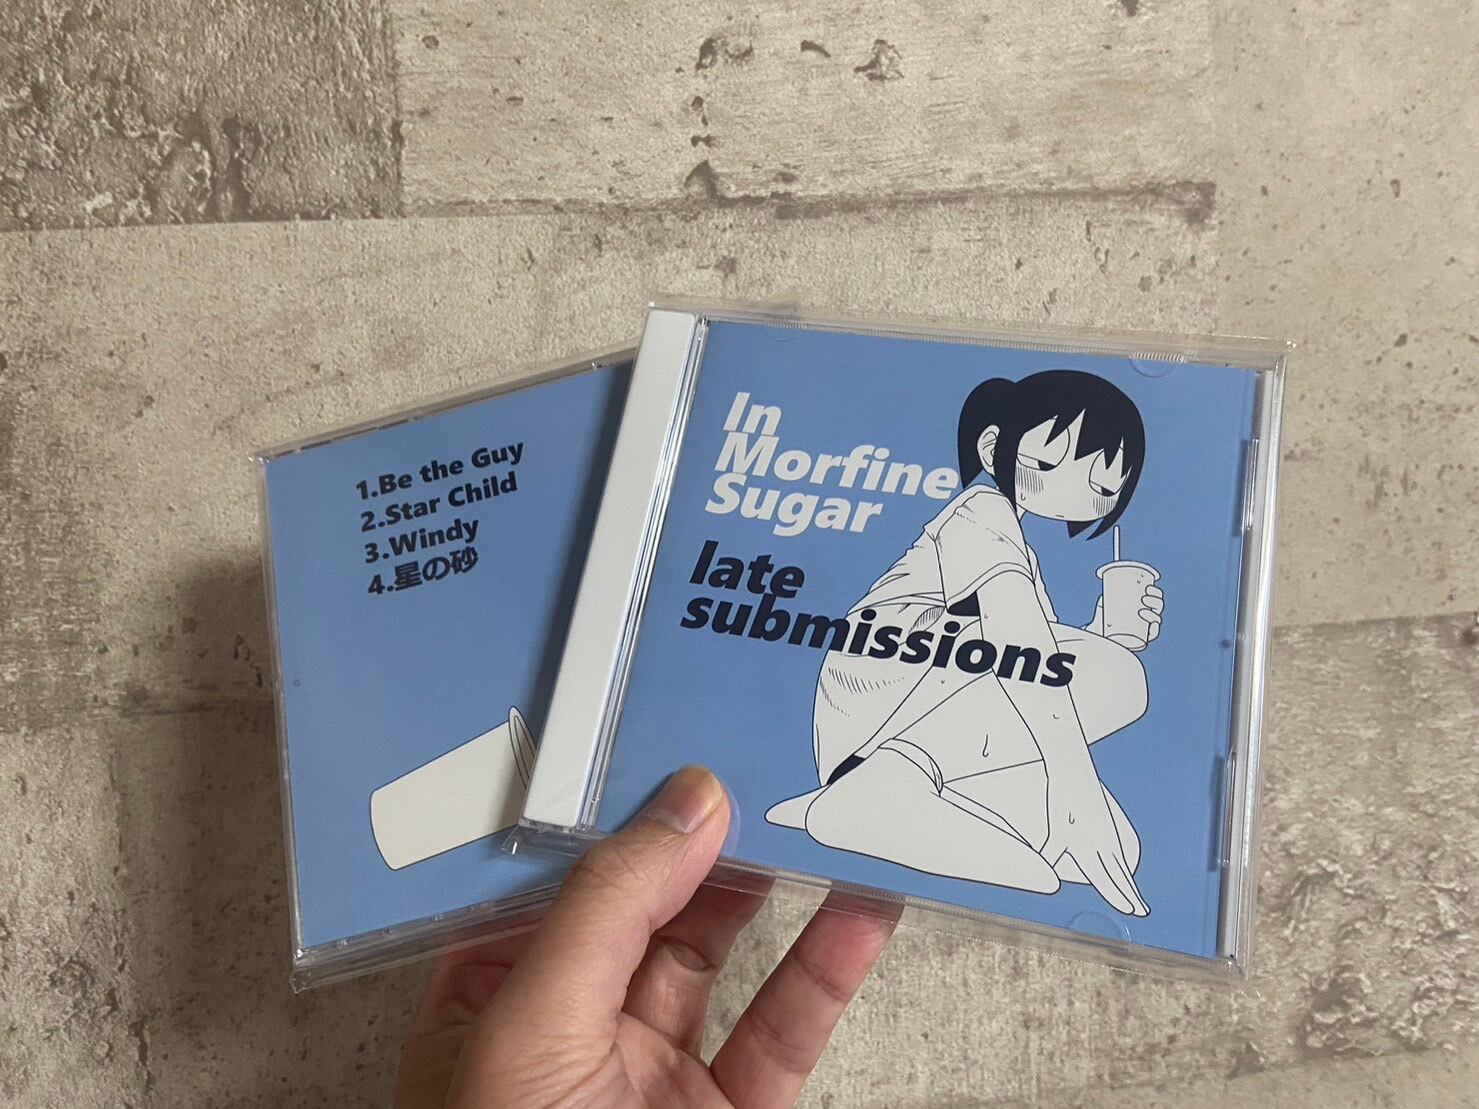 1.Be the Guy
2.Star Child
3.Windy
4.星の砂
In
Morfine
Sugar
late
submissions